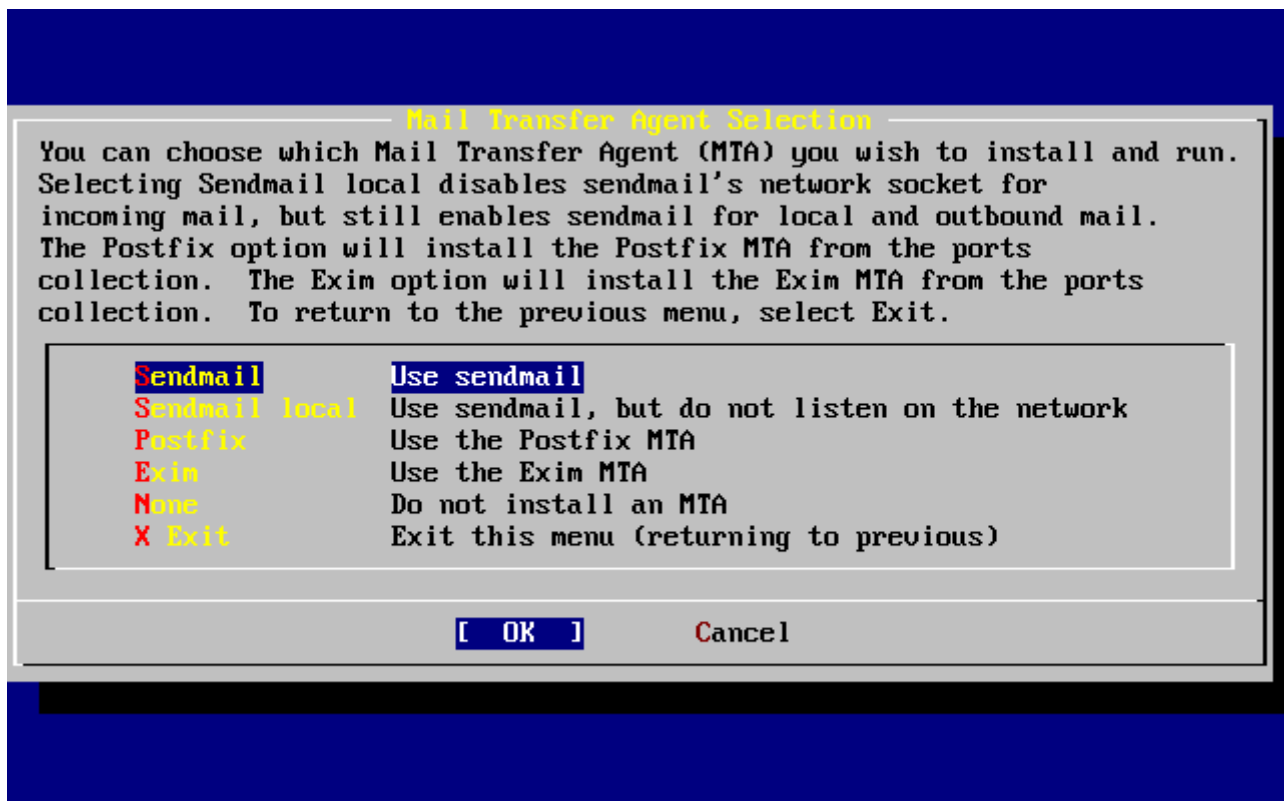 Mail Transfer Agent Selection
You can choose which Mail Transfer Agent (MTA) you wish to install and run.
Selecting Sendmail local disables sendmail's network socket for
incoming mail, but still enables sendmail for local and outbound mail.
The Postfix option will install the Postfix MTA from the ports
collection.  The Exim option will install the Exim MTA from the ports
collection.  To return to the previous menu, select Exit.
Sendmail Use sendmail
Sendmail local Use sendmail, but do not listen on the network
Postfix Use the Postfix MTA
Exim Use the Exim MTA
None Do not install an MTA
X Exit Exit this menu (returning to previous)
[ OK ] Cancel